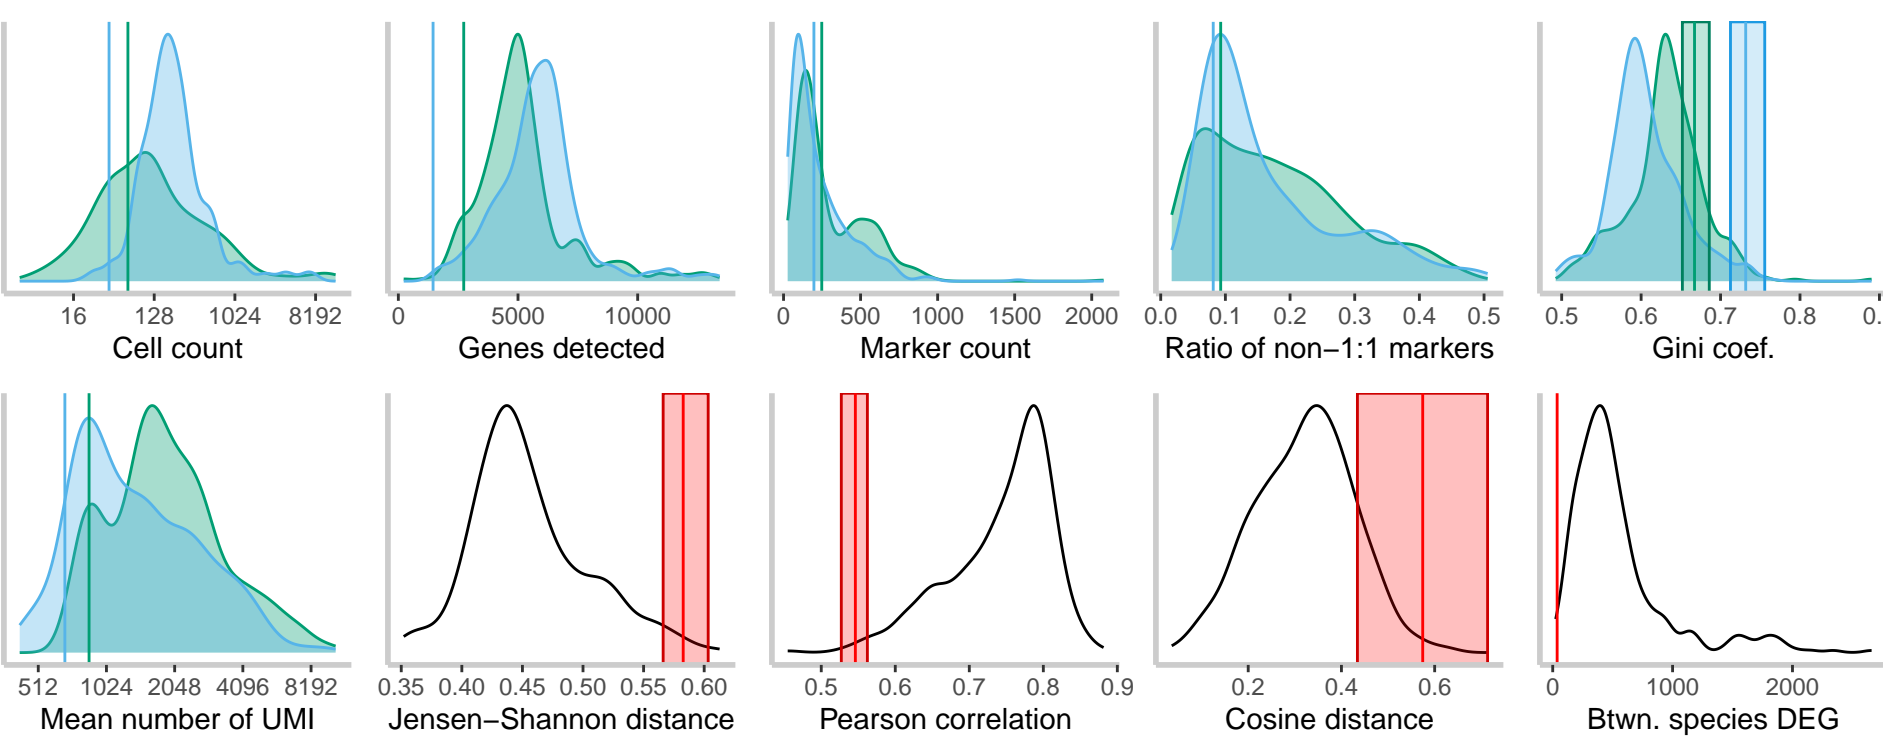 16 128 1024 8192
Cell count
0 5000 10000
Genes detected
0 500 1000 1500 2000
Marker count
0.0 0.1 0.2 0.3 0.4 0.5
Ratio of non−1:1 markers
0.5 0.6 0.7 0.8 0.
Gini coef.
512 1024 2048 4096 8192
Mean number of UMI
0.35 0.40 0.45 0.50 0.55 0.60
Jensen−Shannon distance
0.5 0.6 0.7 0.8 0.9
Pearson correlation
0.2 0.4 0.6
Cosine distance
0 1000 2000
Btwn. species DEG